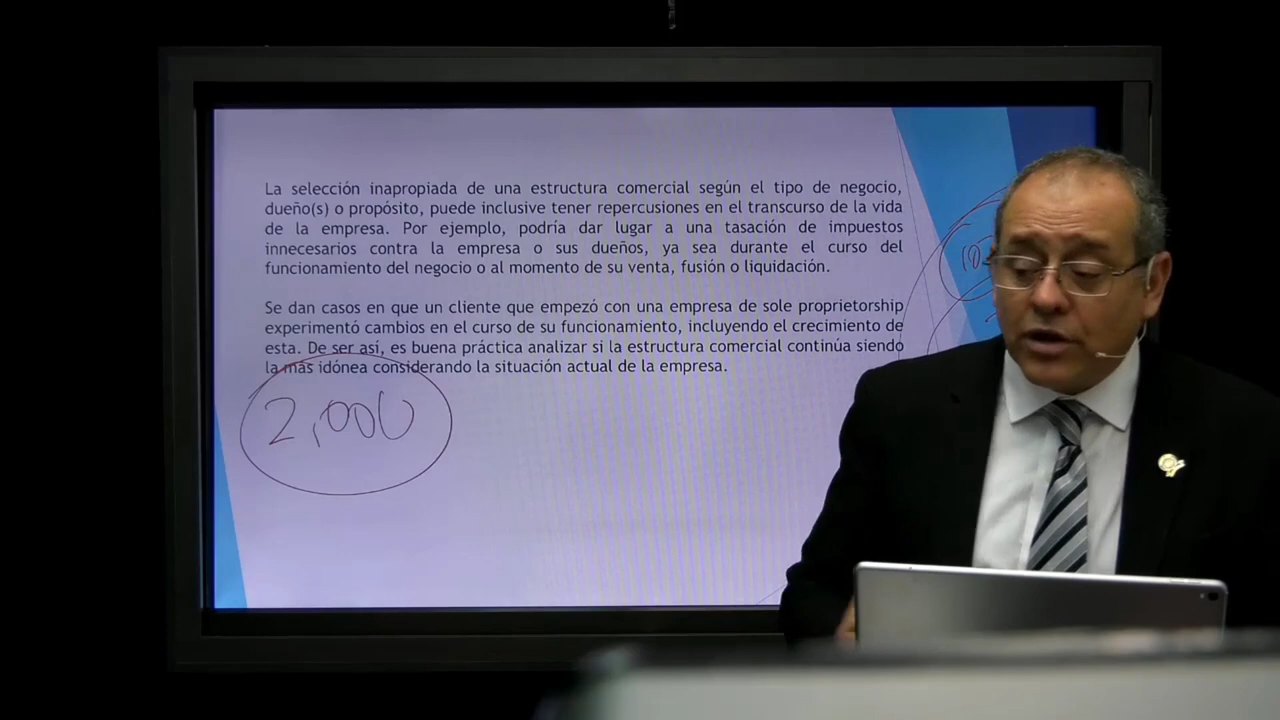 La selección inapropiada de una estructura comercial según el tipo de negocio,
dueño(s) o propósito, puede inclusive tener repercusiones en el transcurso de la vida
de la empresa. Por ejemplo, podría dar lugar a una tasación de impuestos
innecesarios contra la empresa o sus dueños, ya sea durante el curso del
funcionamiento del negocio o al momento de su venta, fusión o liquidación.
Se dan casos en que un cliente que empezó con una empresa de sole proprietorship
experimentó cambios en el curso de su funcionamiento, incluyendo el crecimiento de
esta. De ser así, es buena práctica analizar si la estructura comercial continúa siendo
la más idónea considerando la situación actual de la empresa.
2,000